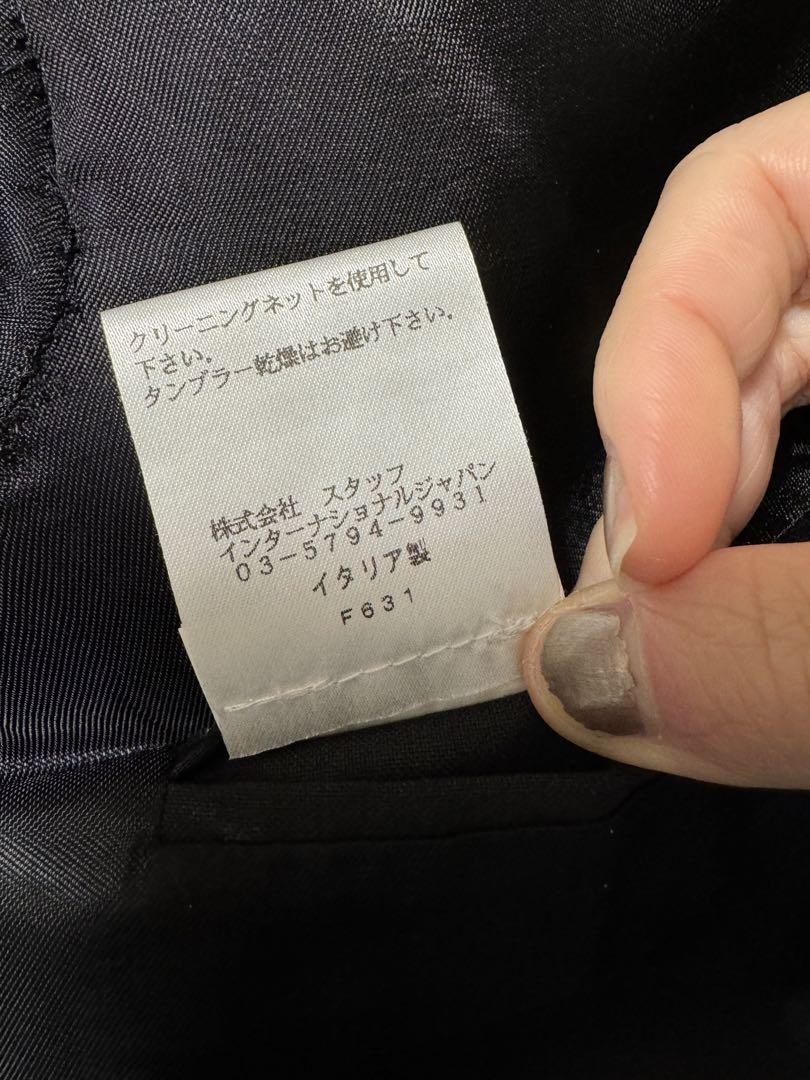 クリーニングネットを使用して
下さい。
タンブラー乾燥はお避け下さい。
株式会社 スタッフ
インターナショナルジャパン
03-5794-9931
イタリア製
F631